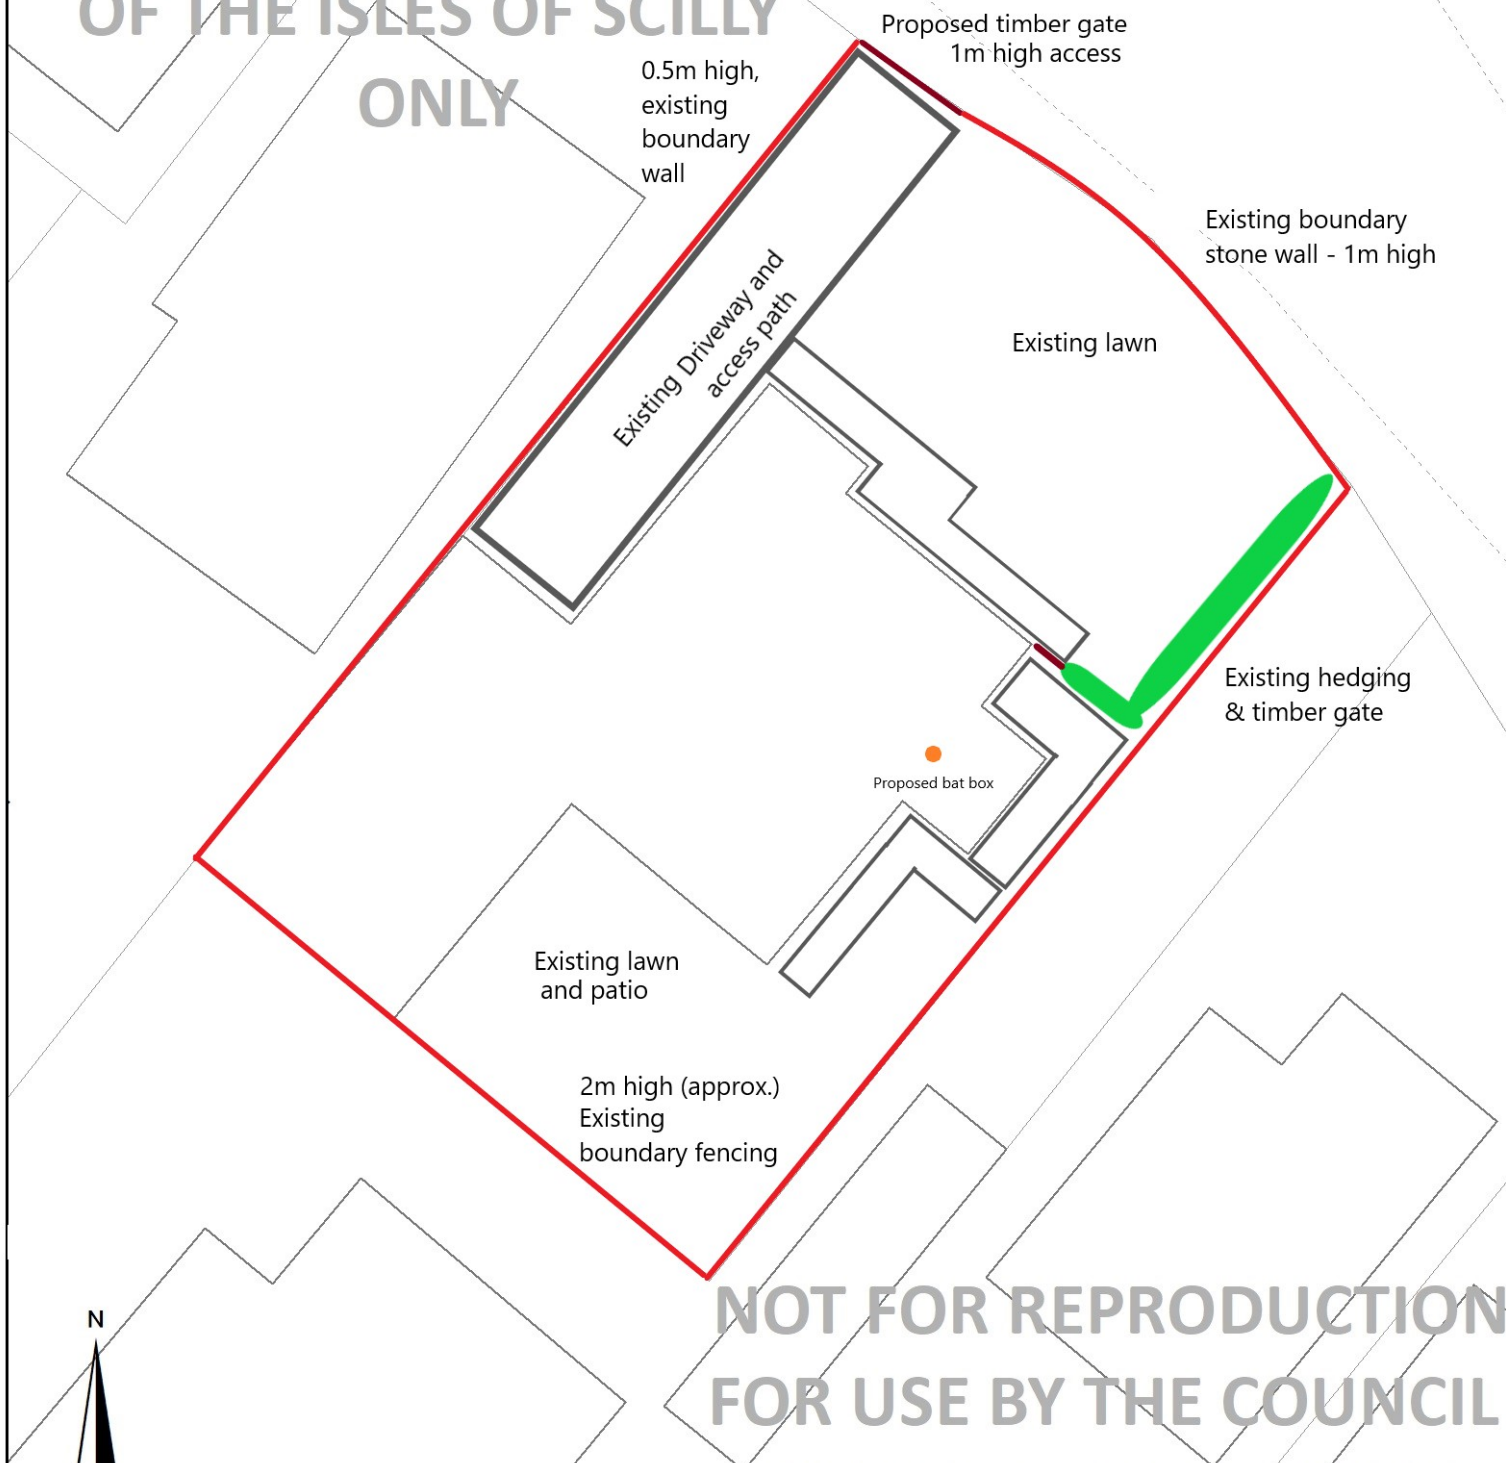 OF THE ISLES OF SCILLY
ONLY
Proposed timber gate
1m high access
0.5m high,
existing
boundary
wall
Existing boundary
stone wall - 1m high
Existing Driveway and
access path
Existing lawn
Existing hedging
& timber gate
Proposed bat box
Existing lawn
and patio
2m high (approx.)
Existing
boundary fencing
N
NOT FOR REPRODUCTION
FOR USE BY THE COUNCIL